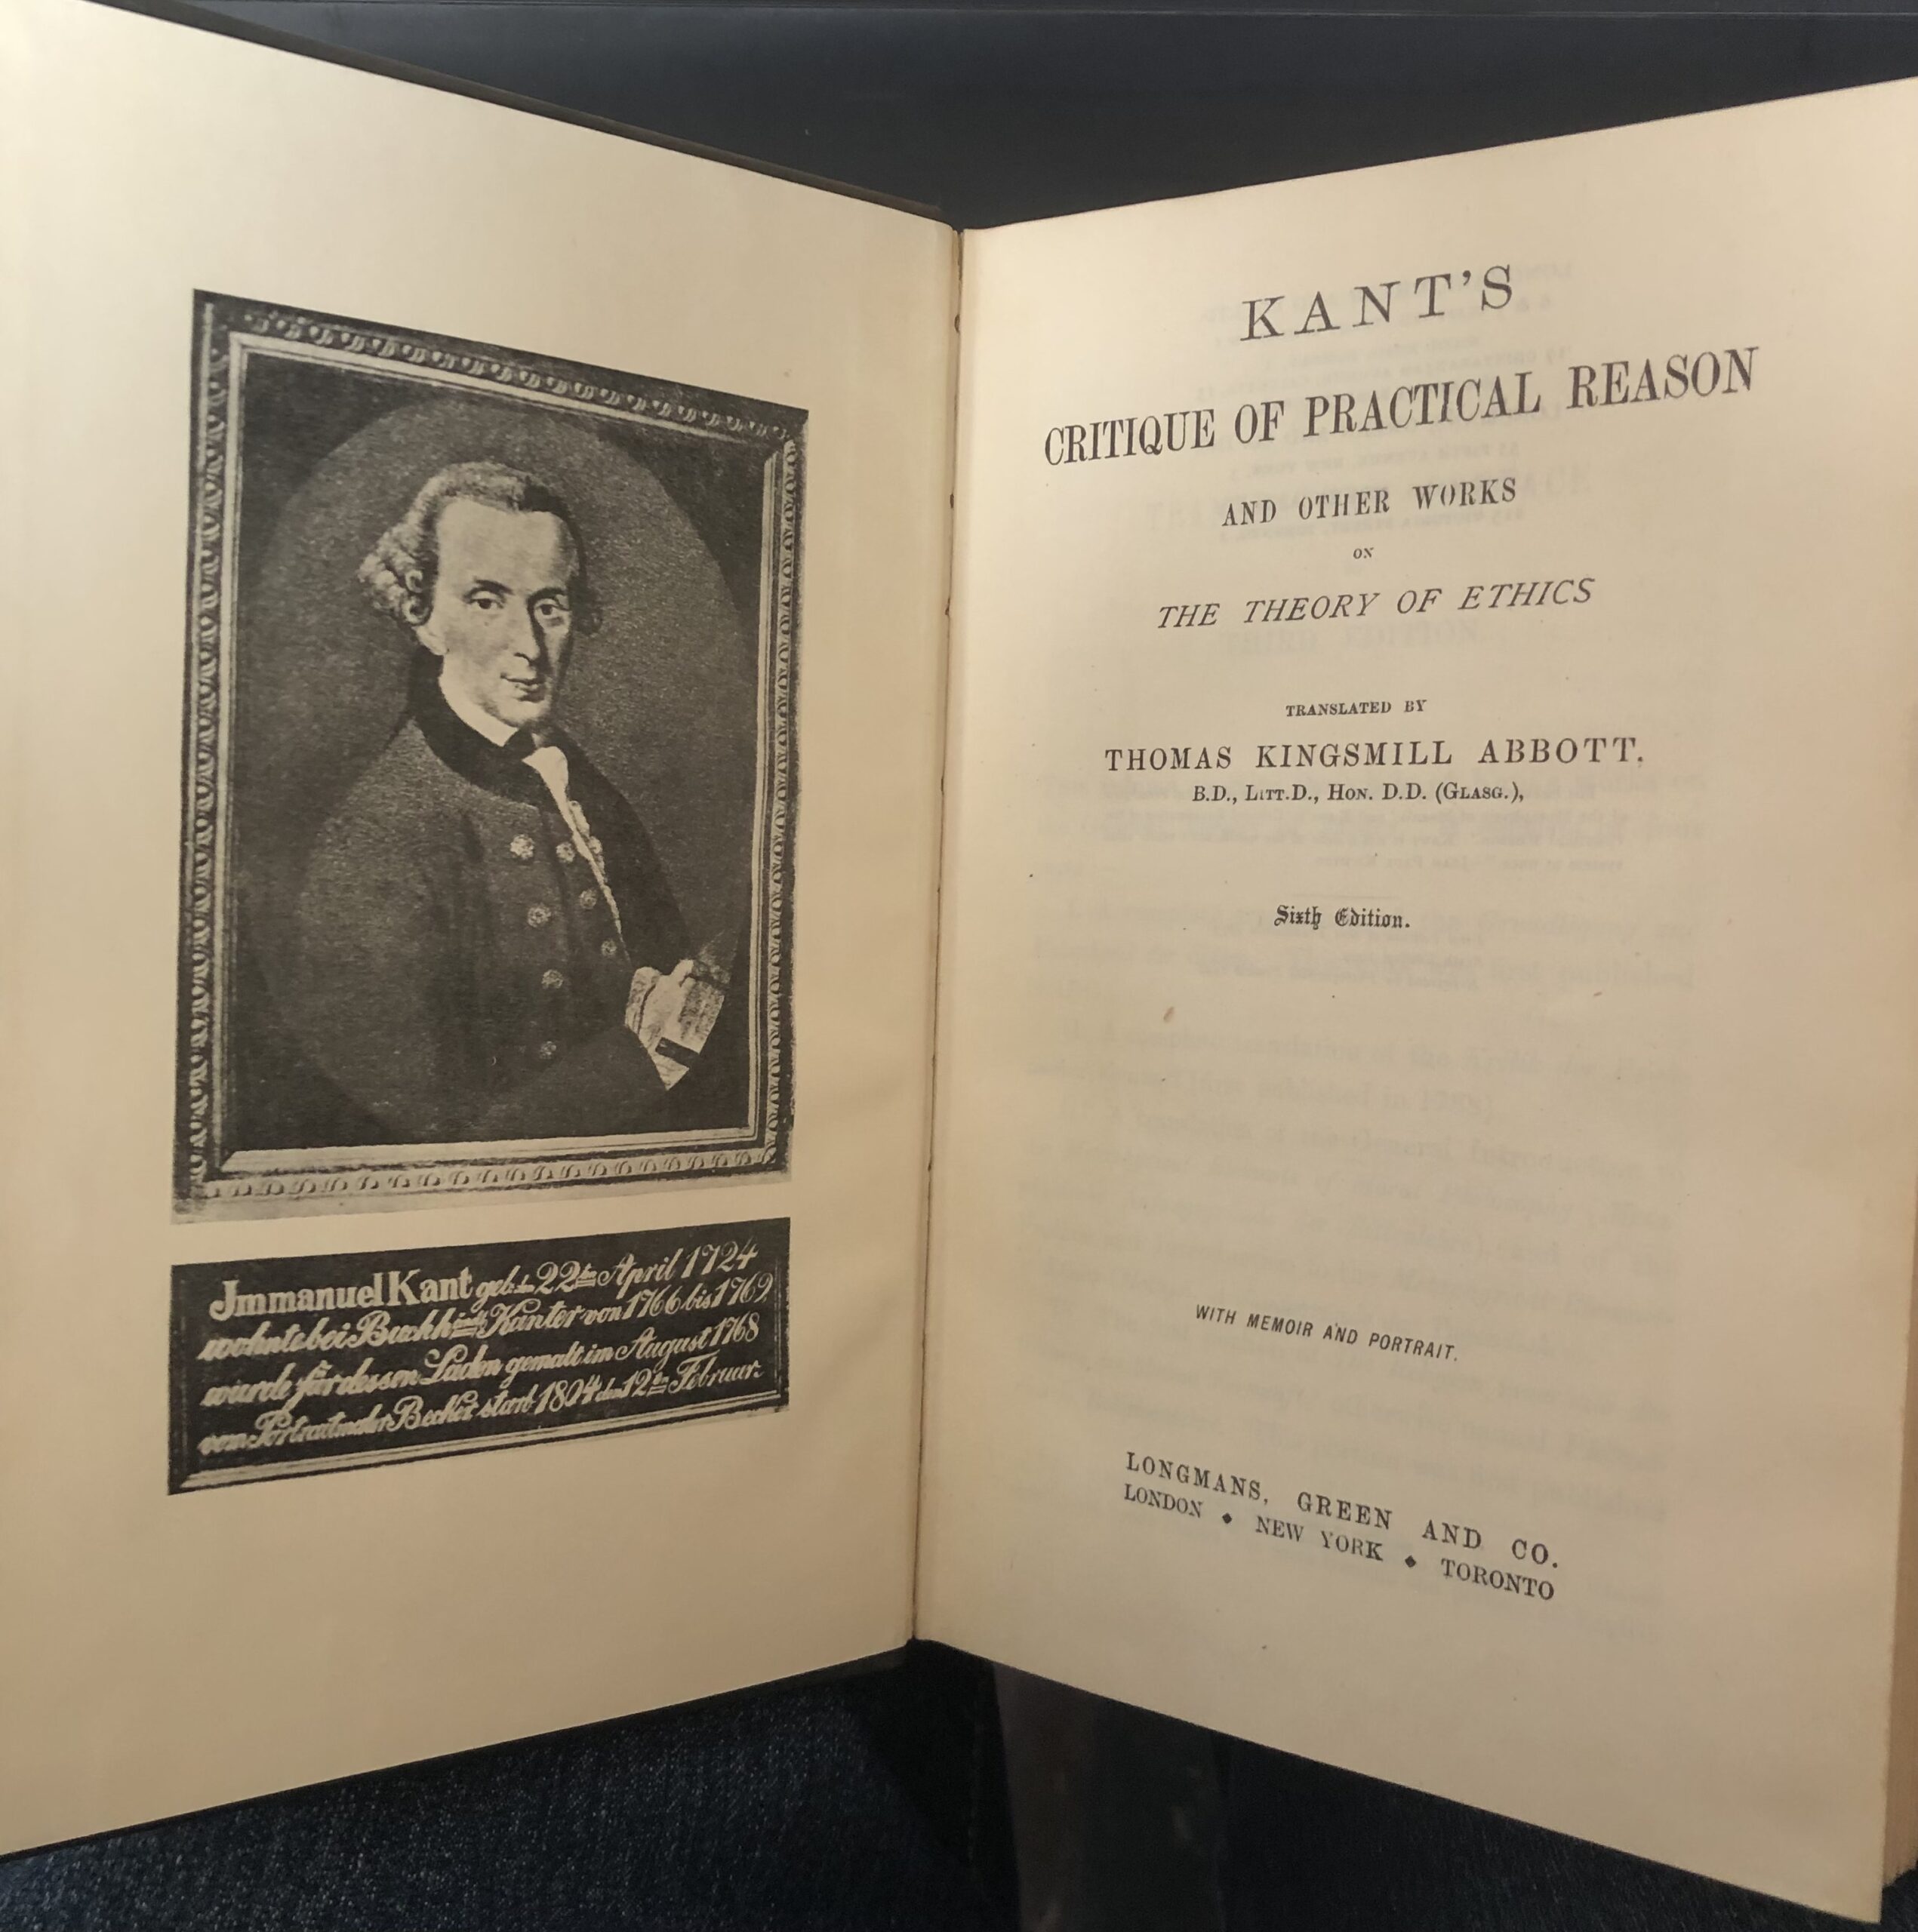 Jmmanuel Kant geb. den 22ten April 1724
wohnte bei Buchhändl. Kanter von 1766 bis 1769,
wurde für dessen Laden gemalt im August 1768
vom Portraitmaler Becker starb 1804 den 12ten Februar.
KANT'S
CRITIQUE OF PRACTICAL REASON
AND OTHER WORKS
ON
THE THEORY OF ETHICS
TRANSLATED BY
THOMAS KINGSMILL ABBOTT.
B.D., LITT.D., HON. D.D. (GLASG.),
Sixth Edition.
WITH MEMOIR AND PORTRAIT.
LONGMANS, GREEN AND CO.
LONDON ◆ NEW YORK ◆ TORONTO